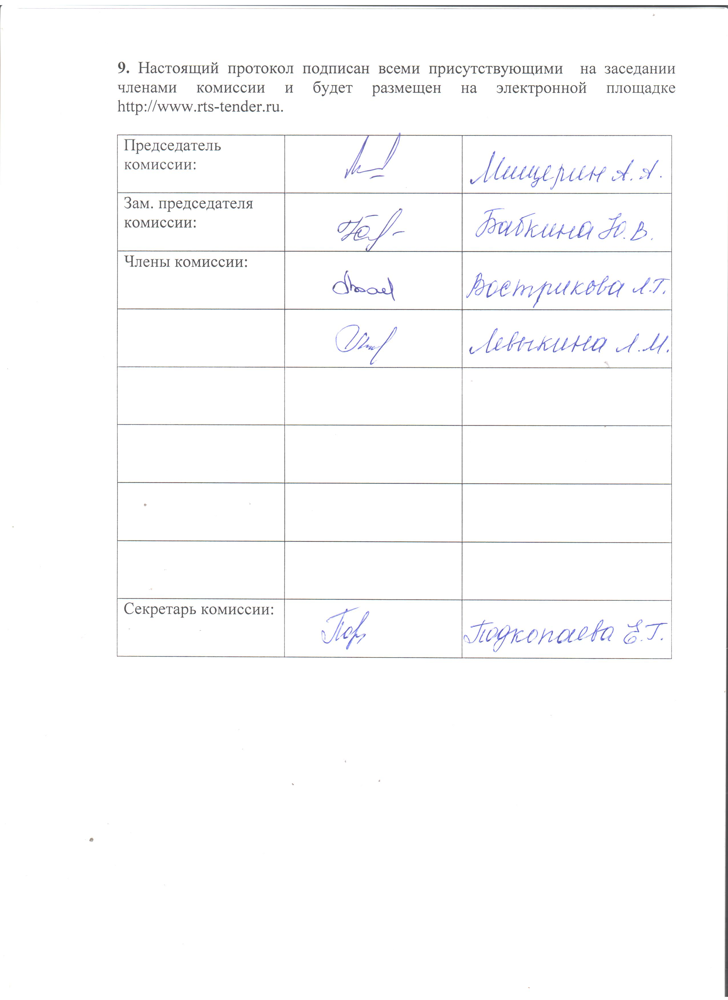 9. Настоящий протокол подписан всеми присутствующими на заседании
членами комиссии и будет размещен на электронной площадке
http://www.rts-tender.ru.
Председатель
комиссии:
Мищерин А. А.
Зам. председателя
комиссии:
Бабкина Ю. В.
Члены комиссии:
Вострикова Л.Г.
Левыкина Л.М.
Секретарь комиссии:
Подкопаева Е.Г.